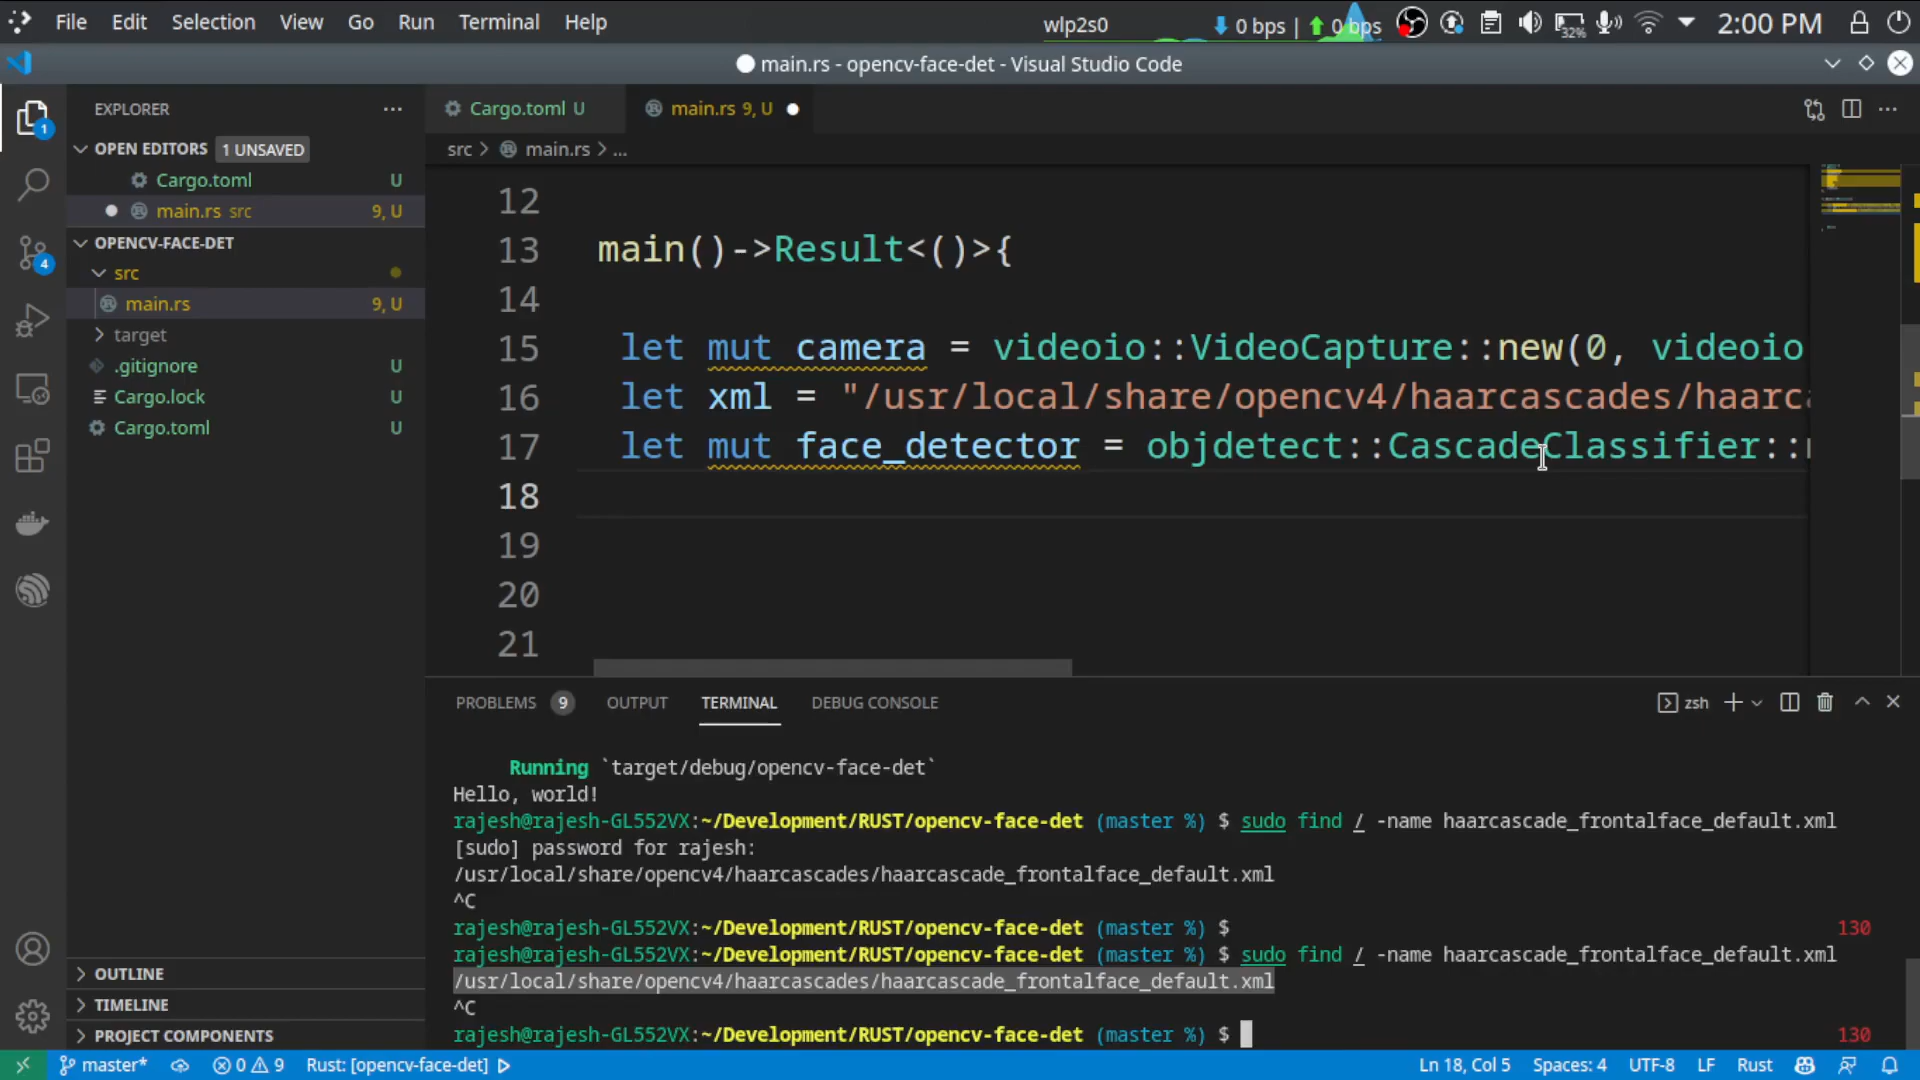 File Edit Selection View Go Run Terminal Help
wlp2s0 0 bps | 0 bps 32% 2:00 PM
main.rs - opencv-face-det - Visual Studio Code
EXPLORER
OPEN EDITORS 1 UNSAVED
Cargo.toml U
main.rs src 9, U
OPENCV-FACE-DET
src
main.rs 9, U
target
.gitignore U
Cargo.lock U
Cargo.toml U
OUTLINE
TIMELINE
PROJECT COMPONENTS
1
4
Cargo.toml U main.rs 9, U
src > main.rs > ...
12
13 main()->Result<()>{
14
15 let mut camera = videoio::VideoCapture::new(0, videoio
16 let xml = "/usr/local/share/opencv4/haarcascades/haarc
17 let mut face_detector = objdetect::CascadeClassifier::
18
19
20
21
PROBLEMS 9 OUTPUT TERMINAL DEBUG CONSOLE zsh
Running `target/debug/opencv-face-det`
Hello, world!
rajesh@rajesh-GL552VX:~/Development/RUST/opencv-face-det (master %) $ sudo find / -name haarcascade_frontalface_default.xml
[sudo] password for rajesh:
/usr/local/share/opencv4/haarcascades/haarcascade_frontalface_default.xml
^C
rajesh@rajesh-GL552VX:~/Development/RUST/opencv-face-det (master %) $ 130
rajesh@rajesh-GL552VX:~/Development/RUST/opencv-face-det (master %) $ sudo find / -name haarcascade_frontalface_default.xml
/usr/local/share/opencv4/haarcascades/haarcascade_frontalface_default.xml
^C
rajesh@rajesh-GL552VX:~/Development/RUST/opencv-face-det (master %) $ 130
master* 0 9 Rust: [opencv-face-det] Ln 18, Col 5 Spaces: 4 UTF-8 LF Rust